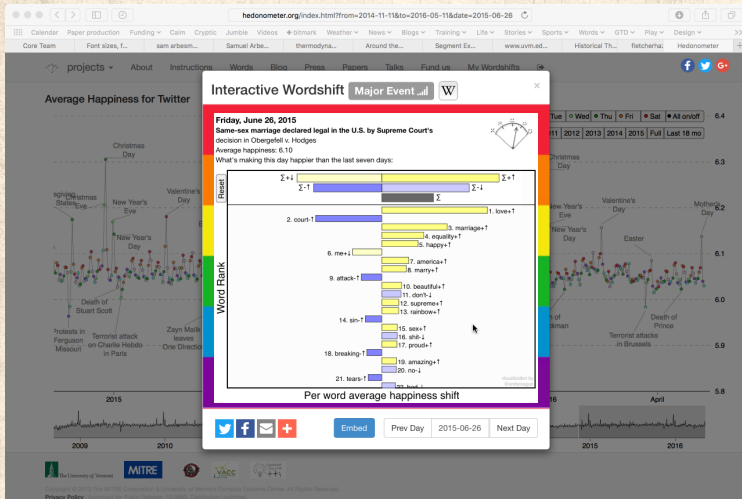 hedonometer.org/index.html?from=2014-11-11&to=2016-05-11&date=2015-06-26
Calendar Paper production Funding Calm Cryptic Jumble Videos ♦ bitmark Weather News Blogs Training Life Stories Sports Words GTD Play Design
Core Team Font sizes, f... sam arbesm... Samuel Arbe... thermodyna... Around the... Segment Ex... www.uvm.ed... Historical Th... fletcherha: Hedonometer
projects About Instructions Words Blog Press Papers Talks Fund us My Wordshifts
Interactive Wordshift Major Event W ×
Average Happiness for Twitter
Friday, June 26, 2015
Same-sex marriage declared legal in the U.S. by Supreme Court's
decision in Obergefell v. Hodges
Average happiness: 6.10
What's making this day happier than the last seven days:
Tue Wed Thu Fri Sat All on/off
2012 2013 2014 2015 Full Last 18 mo
Reset
Σ+↓ Σ+↑
Σ-↑ Σ-↓
Σ
Word Rank
1. love+↑
2. court-↑
3. marriage+↑
4. equality+↑
5. happy+↑
6. me+↓
7. america+↑
8. marry+↑
9. attack-↑
10. beautiful+↑
11. don't-↓
12. supreme+↑
13. rainbow+↑
14. sin-↑
15. sex+↑
16. shit-↓
17. proud+↑
18. breaking-↑
19. amazing+↑
20. no-↓
21. tears-↑
Per word average happiness shift
Christmas
Day
Christmas
Eve
New Year's
Eve
Valentine's
Day
New Year's
Day
Death of
Stuart Scott
Protests in
Ferguson
Missouri
Terrorist attack
on Charlie Hebdo
in Paris
Zayn Malik
leaves
One Direction
Christmas
Day
New Year's
Eve
Valentine's
Day
Mother's
Day
New Year's
Day
Easter
Death of
Prince
Terrorist attacks
in Brussels
6.4
6.3
6.2
6.1
6.0
5.9
5.8
2015 April
2009 2010 2015 2016
Embed Prev Day 2015-06-26 Next Day
The University of Vermont MITRE VACC
Privacy Policy